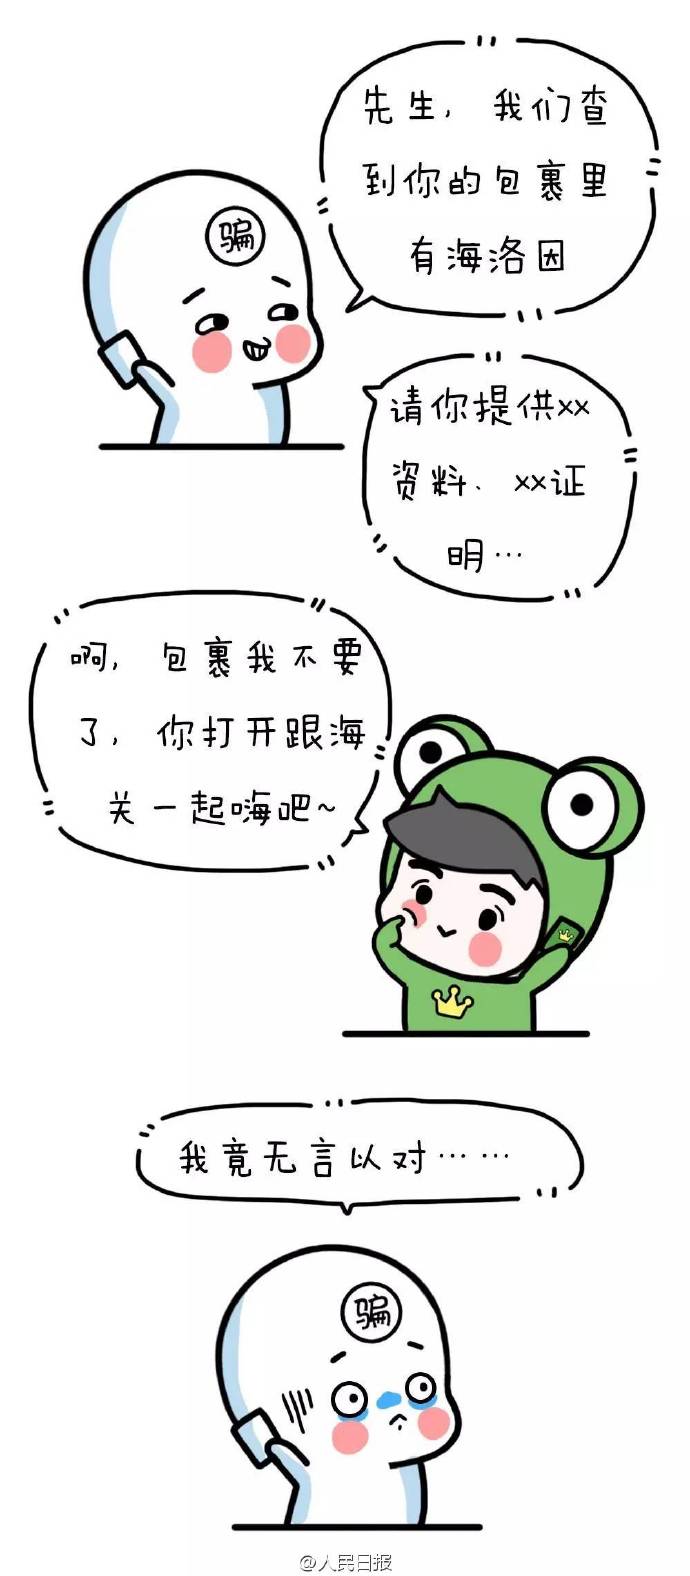 先生，我们查
到你的包裹里
有海洛因
骗
请你提供xx
资料、xx证
明…
啊，包裹我不要
了，你打开跟海
关一起嗨吧~
我竟无言以对……
骗
@人民日报